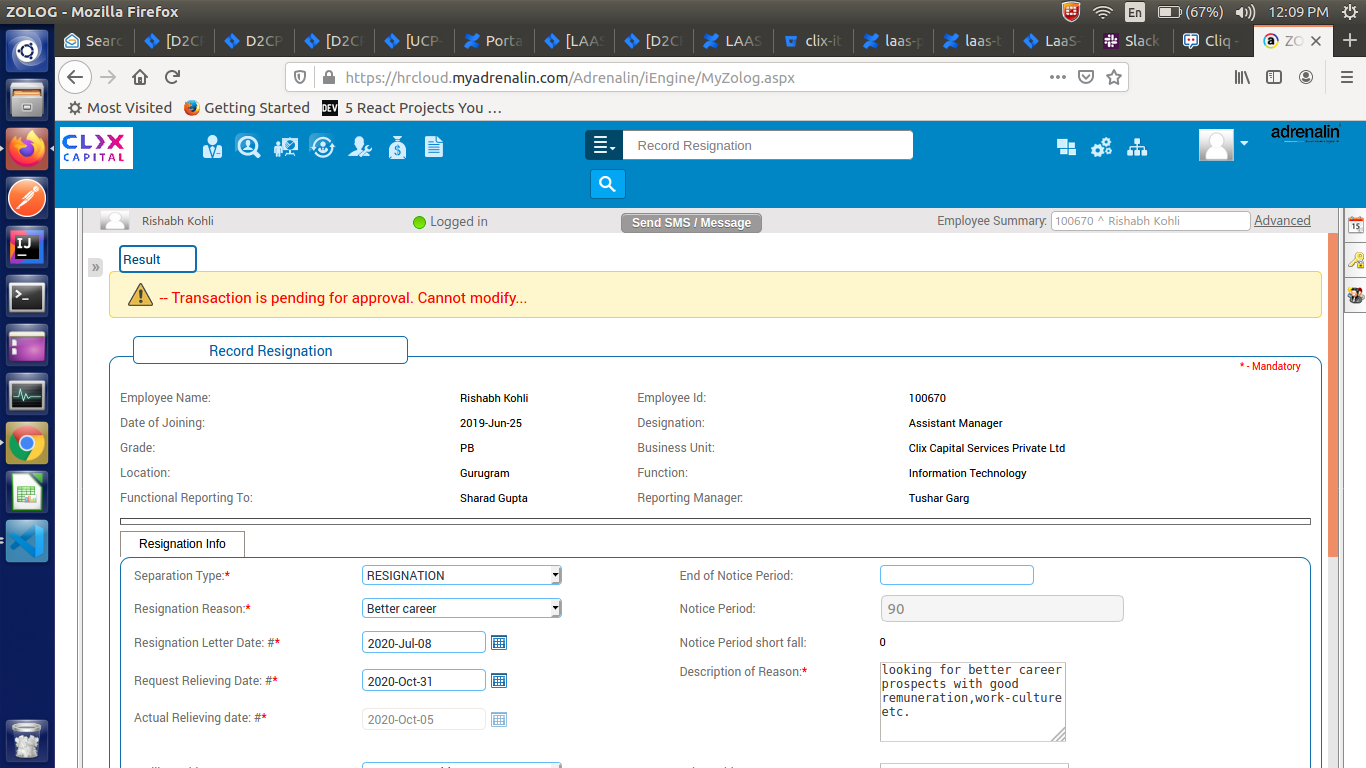 ZOLOG - Mozilla Firefox
En (67%) 12:09 PM
Searc [D2CF D2CP [D2CF [UCP- Porta [LAAS [D2CF LAAS clix-it laas-p laas-t LaaS- Slack Cliq - ZO
https://hrcloud.myadrenalin.com/Adrenalin/iEngine/MyZolog.aspx
Most Visited Getting Started DEV 5 React Projects You …
CLIX
CAPITAL
Record Resignation
adrenalin
Rishabh Kohli Logged in Send SMS / Message Employee Summary: 100670 ^ Rishabh Kohli Advanced
Result
-- Transaction is pending for approval. Cannot modify...
Record Resignation
* - Mandatory
Employee Name: Rishabh Kohli Employee Id: 100670
Date of Joining: 2019-Jun-25 Designation: Assistant Manager
Grade: PB Business Unit: Clix Capital Services Private Ltd
Location: Gurugram Function: Information Technology
Functional Reporting To: Sharad Gupta Reporting Manager: Tushar Garg
Resignation Info
Separation Type:* RESIGNATION End of Notice Period:
Resignation Reason:* Better career Notice Period: 90
Resignation Letter Date: #* 2020-Jul-08 Notice Period short fall: 0
Request Relieving Date: #* 2020-Oct-31 Description of Reason:* looking for better career
prospects with good
remuneration,work-culture
etc.
Actual Relieving date: #* 2020-Oct-05